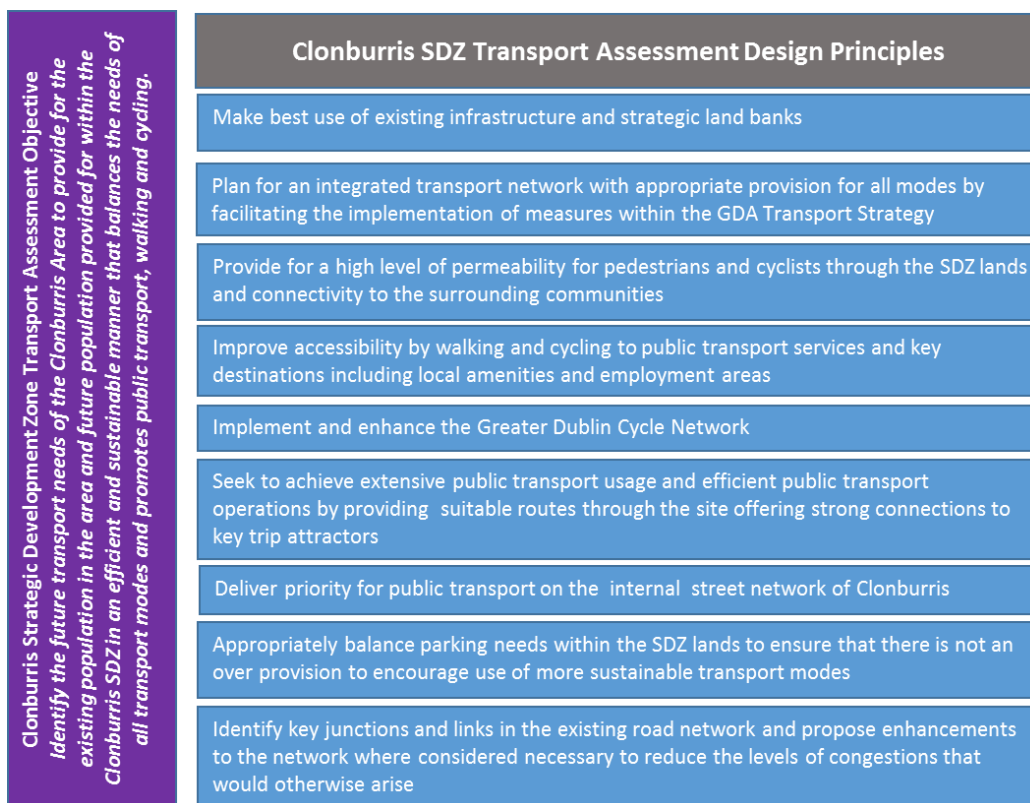 Clonburris Strategic Development Zone Transport Assessment Objective
Identify the future transport needs of the Clonburris Area to provide for the
existing population in the area and future population provided for within the
Clonburris SDZ in an efficient and sustainable manner that balances the needs of
all transport modes and promotes public transport, walking and cycling.
Clonburris SDZ Transport Assessment Design Principles
Make best use of existing infrastructure and strategic land banks
Plan for an integrated transport network with appropriate provision for all modes by
facilitating the implementation of measures within the GDA Transport Strategy
Provide for a high level of permeability for pedestrians and cyclists through the SDZ lands
and connectivity to the surrounding communities
Improve accessibility by walking and cycling to public transport services and key
destinations including local amenities and employment areas
Implement and enhance the Greater Dublin Cycle Network
Seek to achieve extensive public transport usage and efficient public transport
operations by providing suitable routes through the site offering strong connections to
key trip attractors
Deliver priority for public transport on the internal street network of Clonburris
Appropriately balance parking needs within the SDZ lands to ensure that there is not an
over provision to encourage use of more sustainable transport modes
Identify key junctions and links in the existing road network and propose enhancements
to the network where considered necessary to reduce the levels of congestions that
would otherwise arise